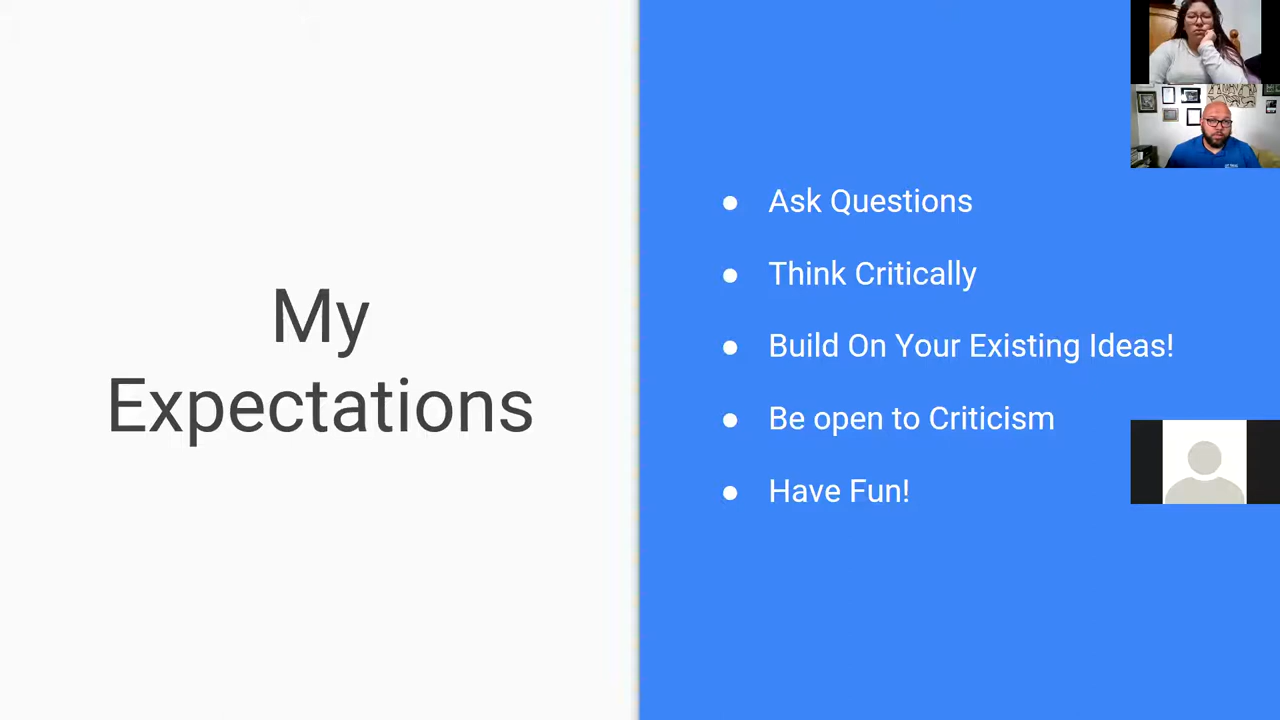 My
Expectations
● Ask Questions
● Think Critically
● Build On Your Existing Ideas!
● Be open to Criticism
● Have Fun!